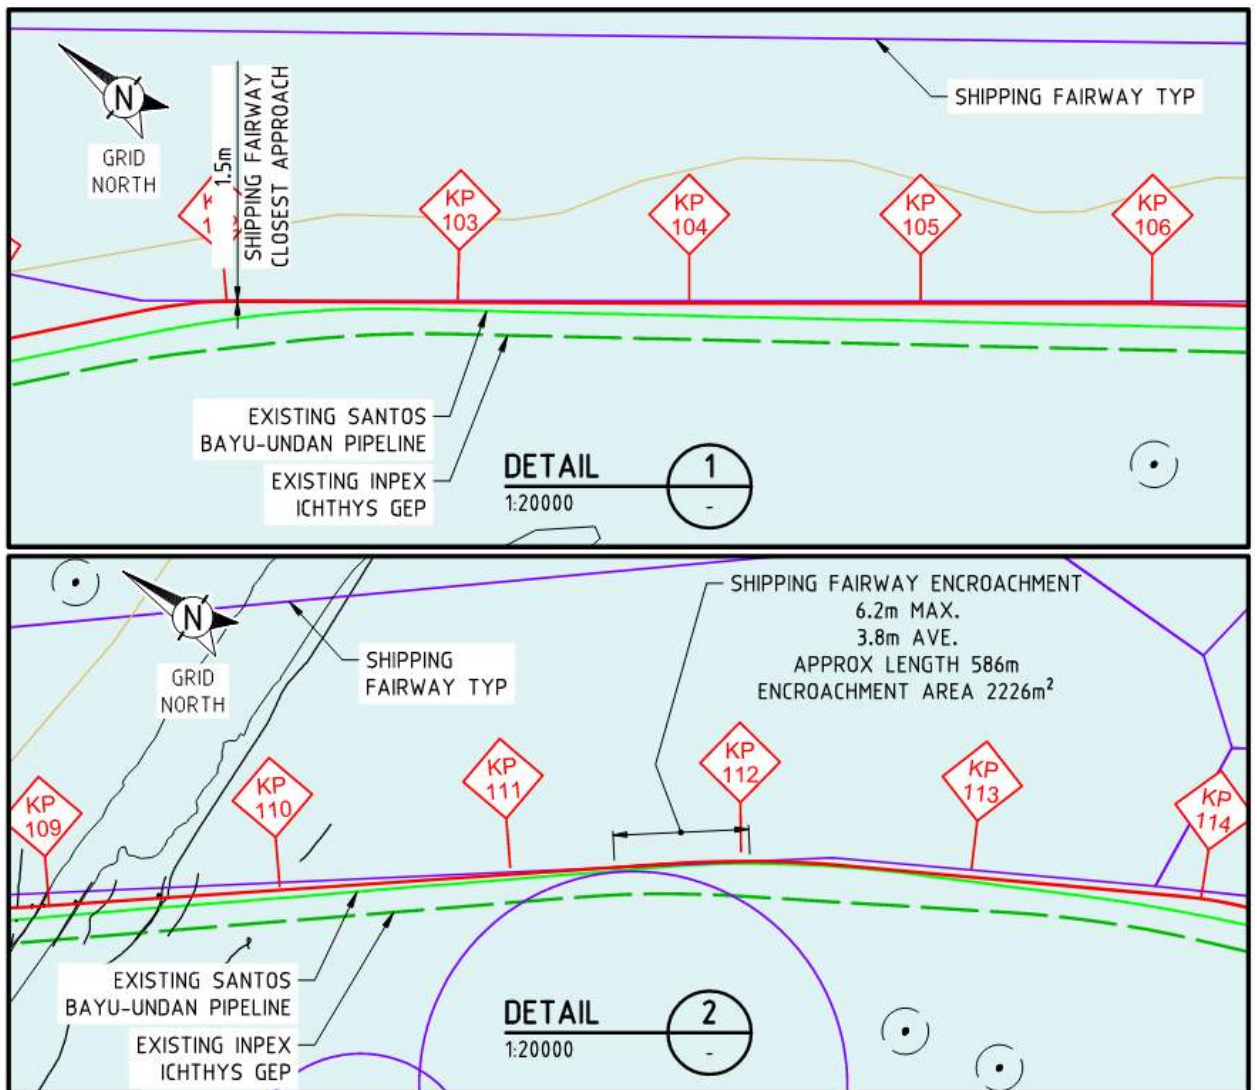 SHIPPING FAIRWAY TYP
N
GRID
NORTH
1.5m
SHIPPING FAIRWAY
CLOSEST APPROACH
KP
103
KP
104
KP
105
KP
106
EXISTING SANTOS
BAYU-UNDAN PIPELINE
EXISTING INPEX
ICHTHYS GEP
DETAIL
1:20000
1
-
N
GRID
NORTH
SHIPPING
FAIRWAY TYP
SHIPPING FAIRWAY ENCROACHMENT
6.2m MAX.
3.8m AVE.
APPROX LENGTH 586m
ENCROACHMENT AREA 2226m²
KP
109
KP
110
KP
111
KP
112
KP
113
KP
114
EXISTING SANTOS
BAYU-UNDAN PIPELINE
EXISTING INPEX
ICHTHYS GEP
DETAIL
1:20000
2
-